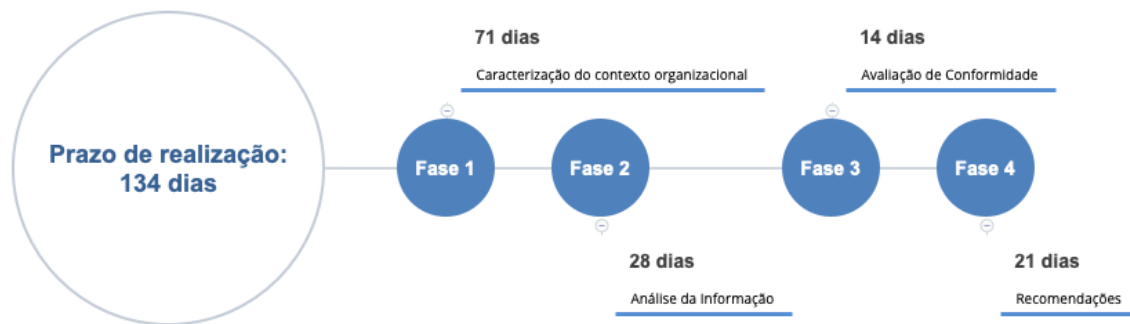 Prazo de realização:
134 dias
71 dias
Caracterização do contexto organizacional
14 dias
Avaliação de Conformidade
Fase 1
Fase 2
Fase 3
Fase 4
28 dias
Análise da Informação
21 dias
Recomendações